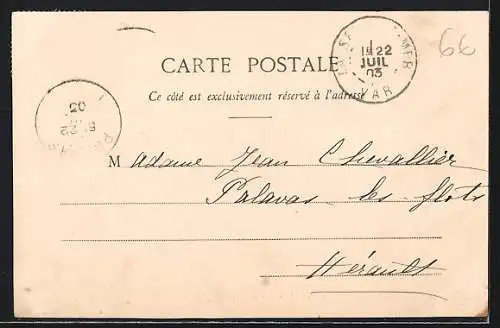 66
22
JUIL
03
VAR
CARTE POSTALE
Ce côté est exclusivement réservé à l'adresse
Madame Jean Chevallier
Palavas les flots
Hérault